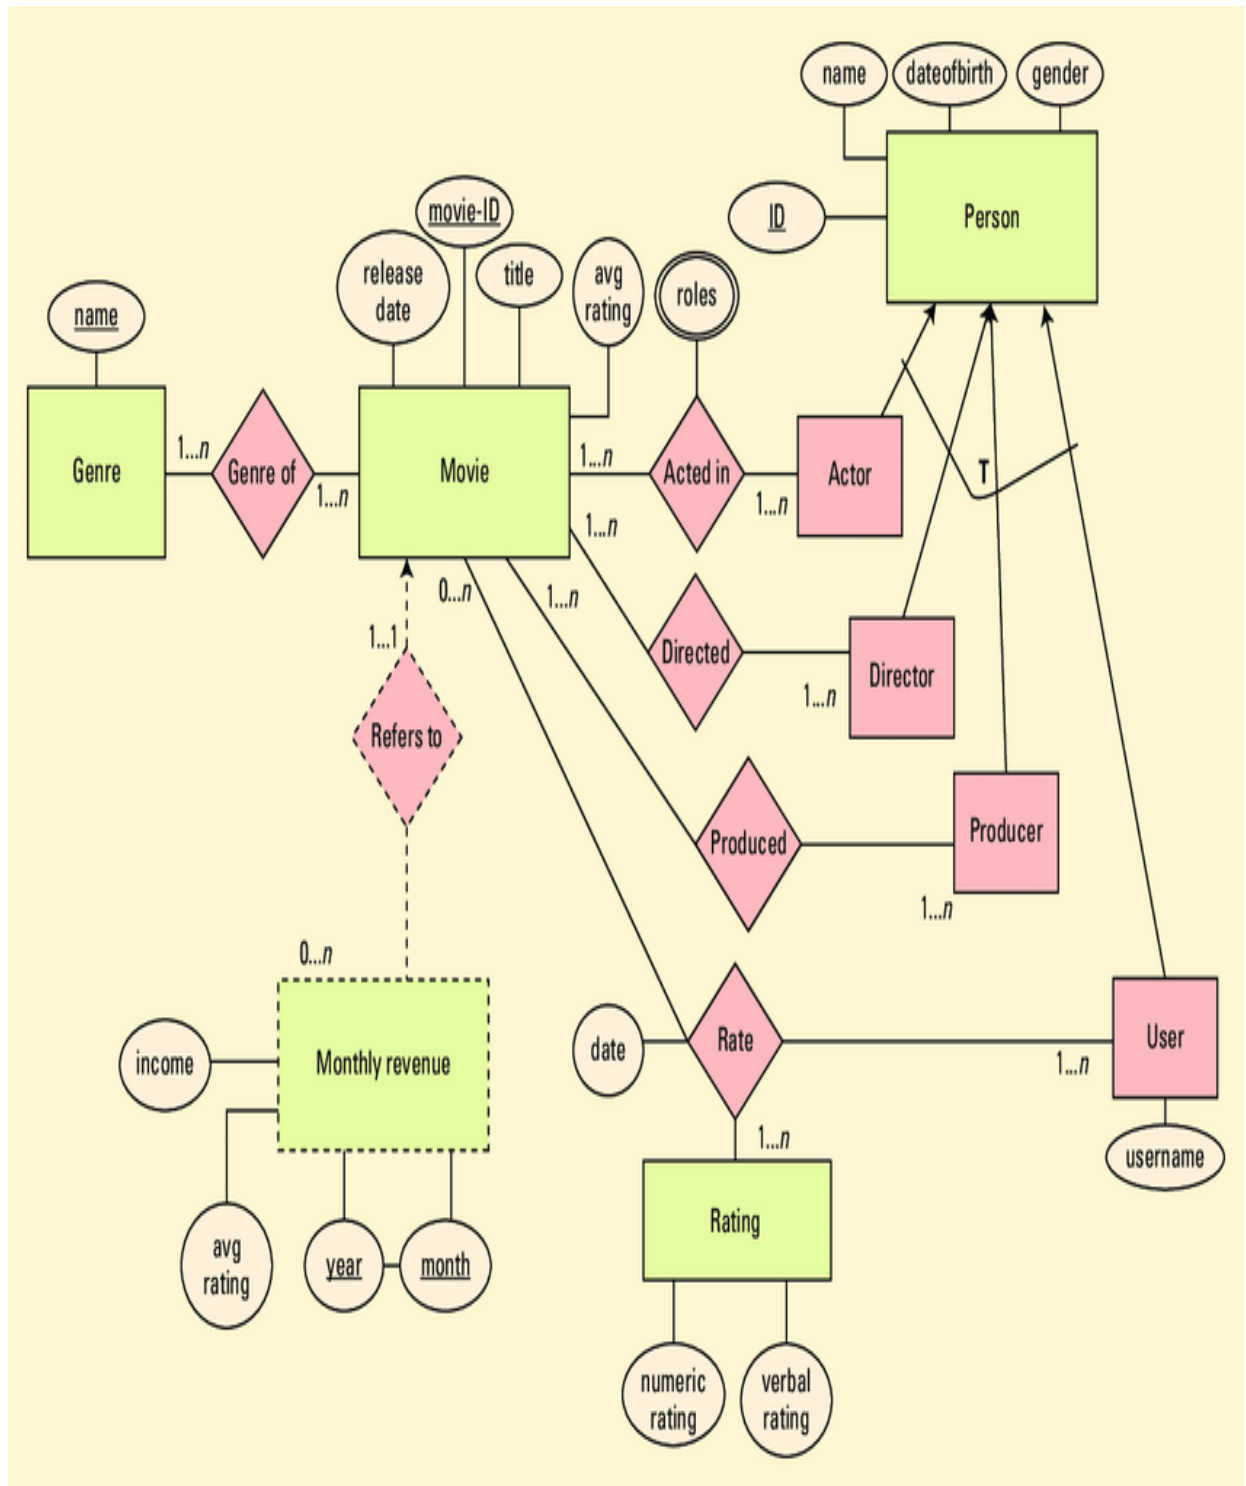 name
dateofbirth
gender
Person
ID
movie-ID
release
date
title
avg
rating
roles
name
Genre
1...n
Genre of
1...n
Movie
1...n
Acted in
1...n
Actor
T
1...n
0...n
1...n
1...1
Directed
1...n
Director
Refers to
Produced
1...n
Producer
0...n
income
Monthly revenue
date
Rate
1...n
User
username
1...n
avg
rating
year
month
Rating
numeric
rating
verbal
rating